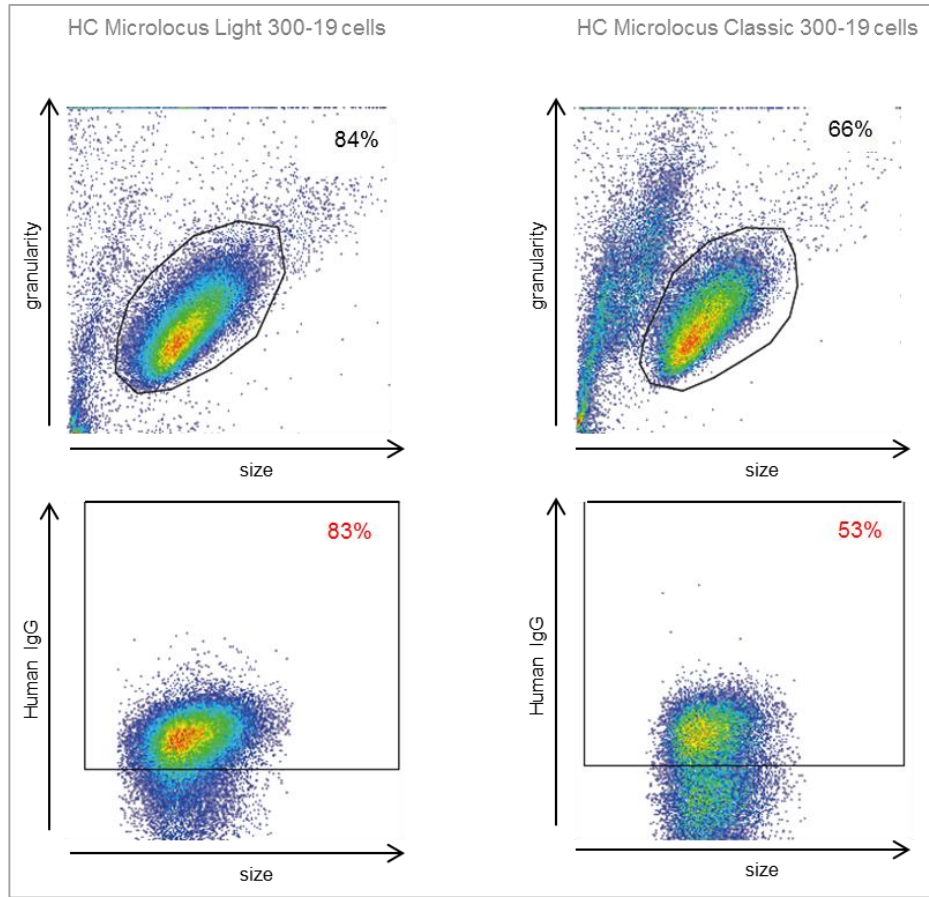 HC Microlocus Light 300-19 cells
HC Microlocus Classic 300-19 cells
84%
granularity
size
66%
granularity
size
83%
Human IgG
size
53%
Human IgG
size